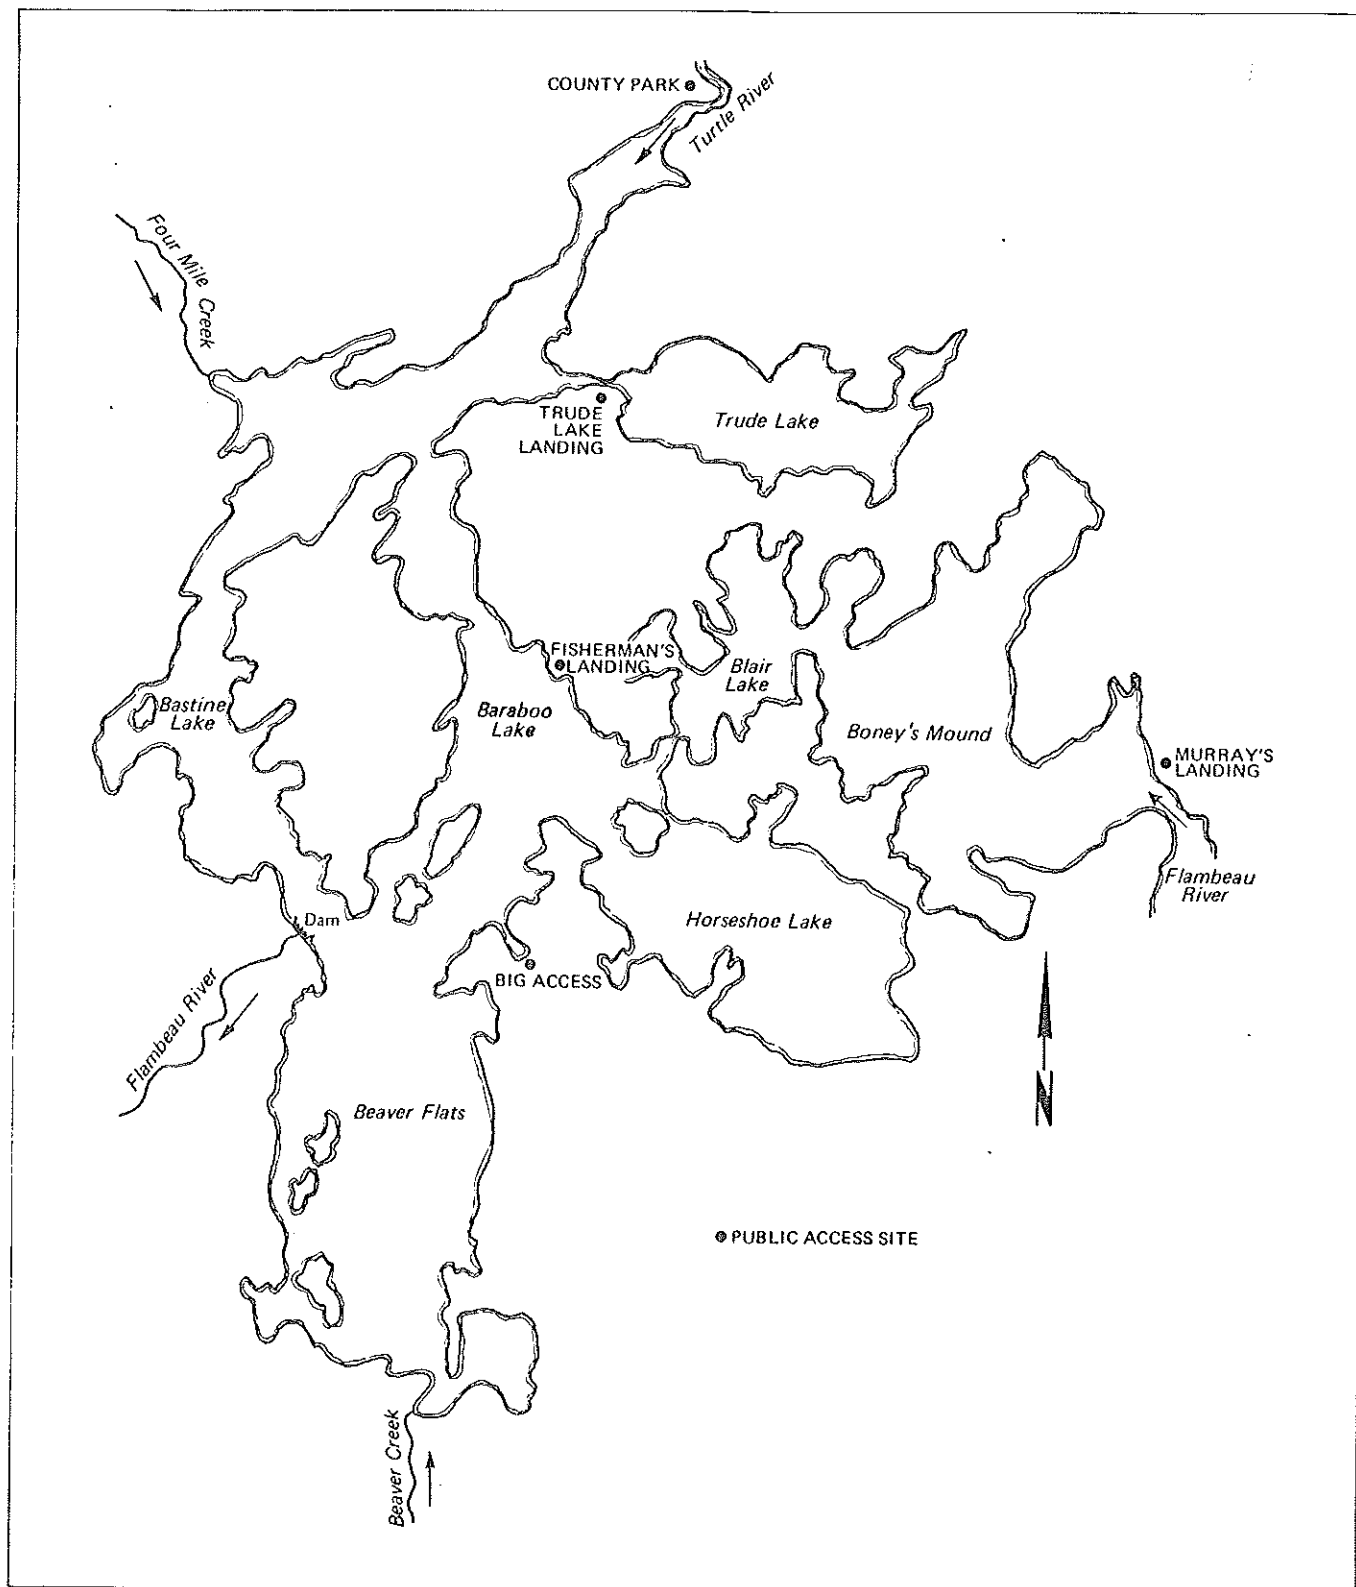 COUNTY PARK
Turtle River
Four Mile Creek
TRUDE
LAKE
LANDING
Trude Lake
FISHERMAN'S
LANDING
Blair
Lake
Bastine
Lake
Baraboo
Lake
Boney's Mound
MURRAY'S
LANDING
Flambeau
River
Dam
Horseshoe Lake
BIG ACCESS
Flambeau River
Beaver Flats
N
PUBLIC ACCESS SITE
Beaver Creek